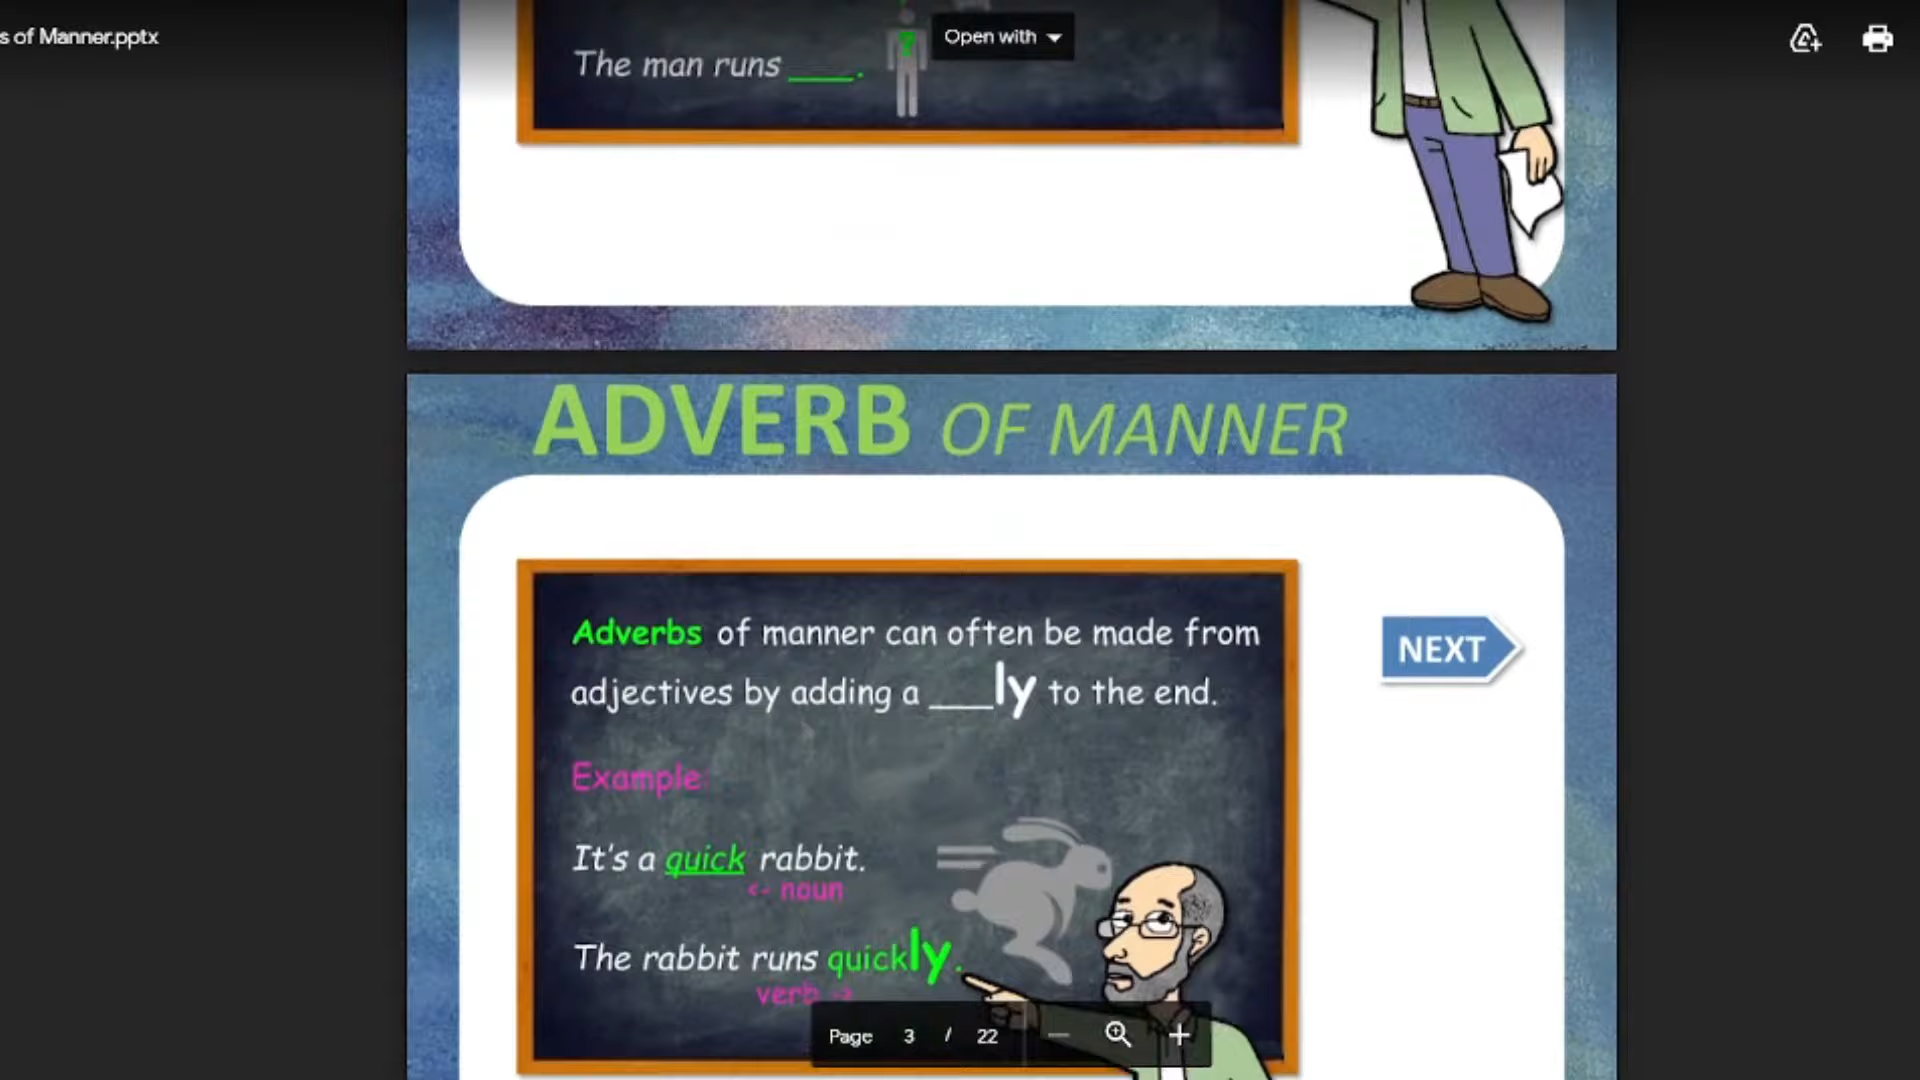 s of Manner.pptx
Open with
The man runs ____.
?
ADVERB OF MANNER
Adverbs of manner can often be made from
adjectives by adding a ___ly to the end.
NEXT
Example:
It's a quick rabbit.
<- noun
The rabbit runs quickly.
verb ->
Page 3 / 22